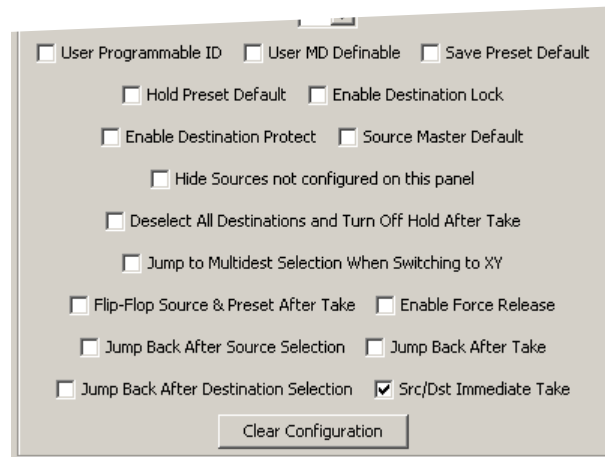 User Programmable ID User MD Definable Save Preset Default
Hold Preset Default Enable Destination Lock
Enable Destination Protect Source Master Default
Hide Sources not configured on this panel
Deselect All Destinations and Turn Off Hold After Take
Jump to Multidest Selection When Switching to XY
Flip-Flop Source & Preset After Take Enable Force Release
Jump Back After Source Selection Jump Back After Take
Jump Back After Destination Selection Src/Dst Immediate Take
Clear Configuration